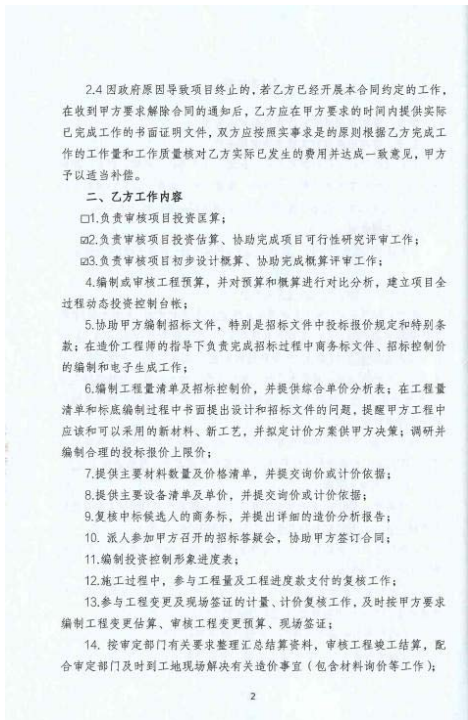 2.4 因政府原因导致项目终止的，若乙方已经开展本合同约定的工作，
在收到甲方要求解除合同的通知后，乙方应在甲方要求的时间内提供实际
已完成工作的书面证明文件，双方应按照实事求是的原则根据乙方完成工
作的工作量和工作质量核对乙方实际已发生的费用并达成一致意见，甲方
予以适当补偿。
二、乙方工作内容
□1.负责审核项目投资匡算；
☑2.负责审核项目投资估算、协助完成项目可行性研究评审工作；
☑3.负责审核项目初步设计概算、协助完成概算评审工作；
4.编制或审核工程预算，并对预算和概算进行对比分析，建立项目全
过程动态投资控制台帐；
5.协助甲方编制招标文件，特别是招标文件中投标报价规定和特别条
款；在造价工程师的指导下负责完成招标过程中商务标文件、招标控制价
的编制和电子生成工作；
6.编制工程量清单及招标控制价，并提供综合单价分析表；在工程量
清单和标底编制过程中书面提出设计和招标文件的问题，提醒甲方工程中
应该和可以采用的新材料、新工艺，并拟定计价方案供甲方决策；调研并
编制合理的投标报价上限价；
7.提供主要材料数量及价格清单，并提交询价或计价依据；
8.提供主要设备清单及单价，并提交询价或计价依据；
9.复核中标候选人的商务标，并提出详细的造价分析报告；
10. 派人参加甲方召开的招标答疑会，协助甲方签订合同；
11.编制投资控制形象进度表；
12.施工过程中，参与工程量及工程进度款支付的复核工作；
13.参与工程变更及现场签证的计量、计价复核工作，及时按甲方要求
编制工程变更估算、审核工程变更预算、现场签证；
14. 按审定部门有关要求整理汇总结算资料，审核工程竣工结算，配
合审定部门及时到工地现场解决有关造价事宜（包含材料询价等工作）；
2